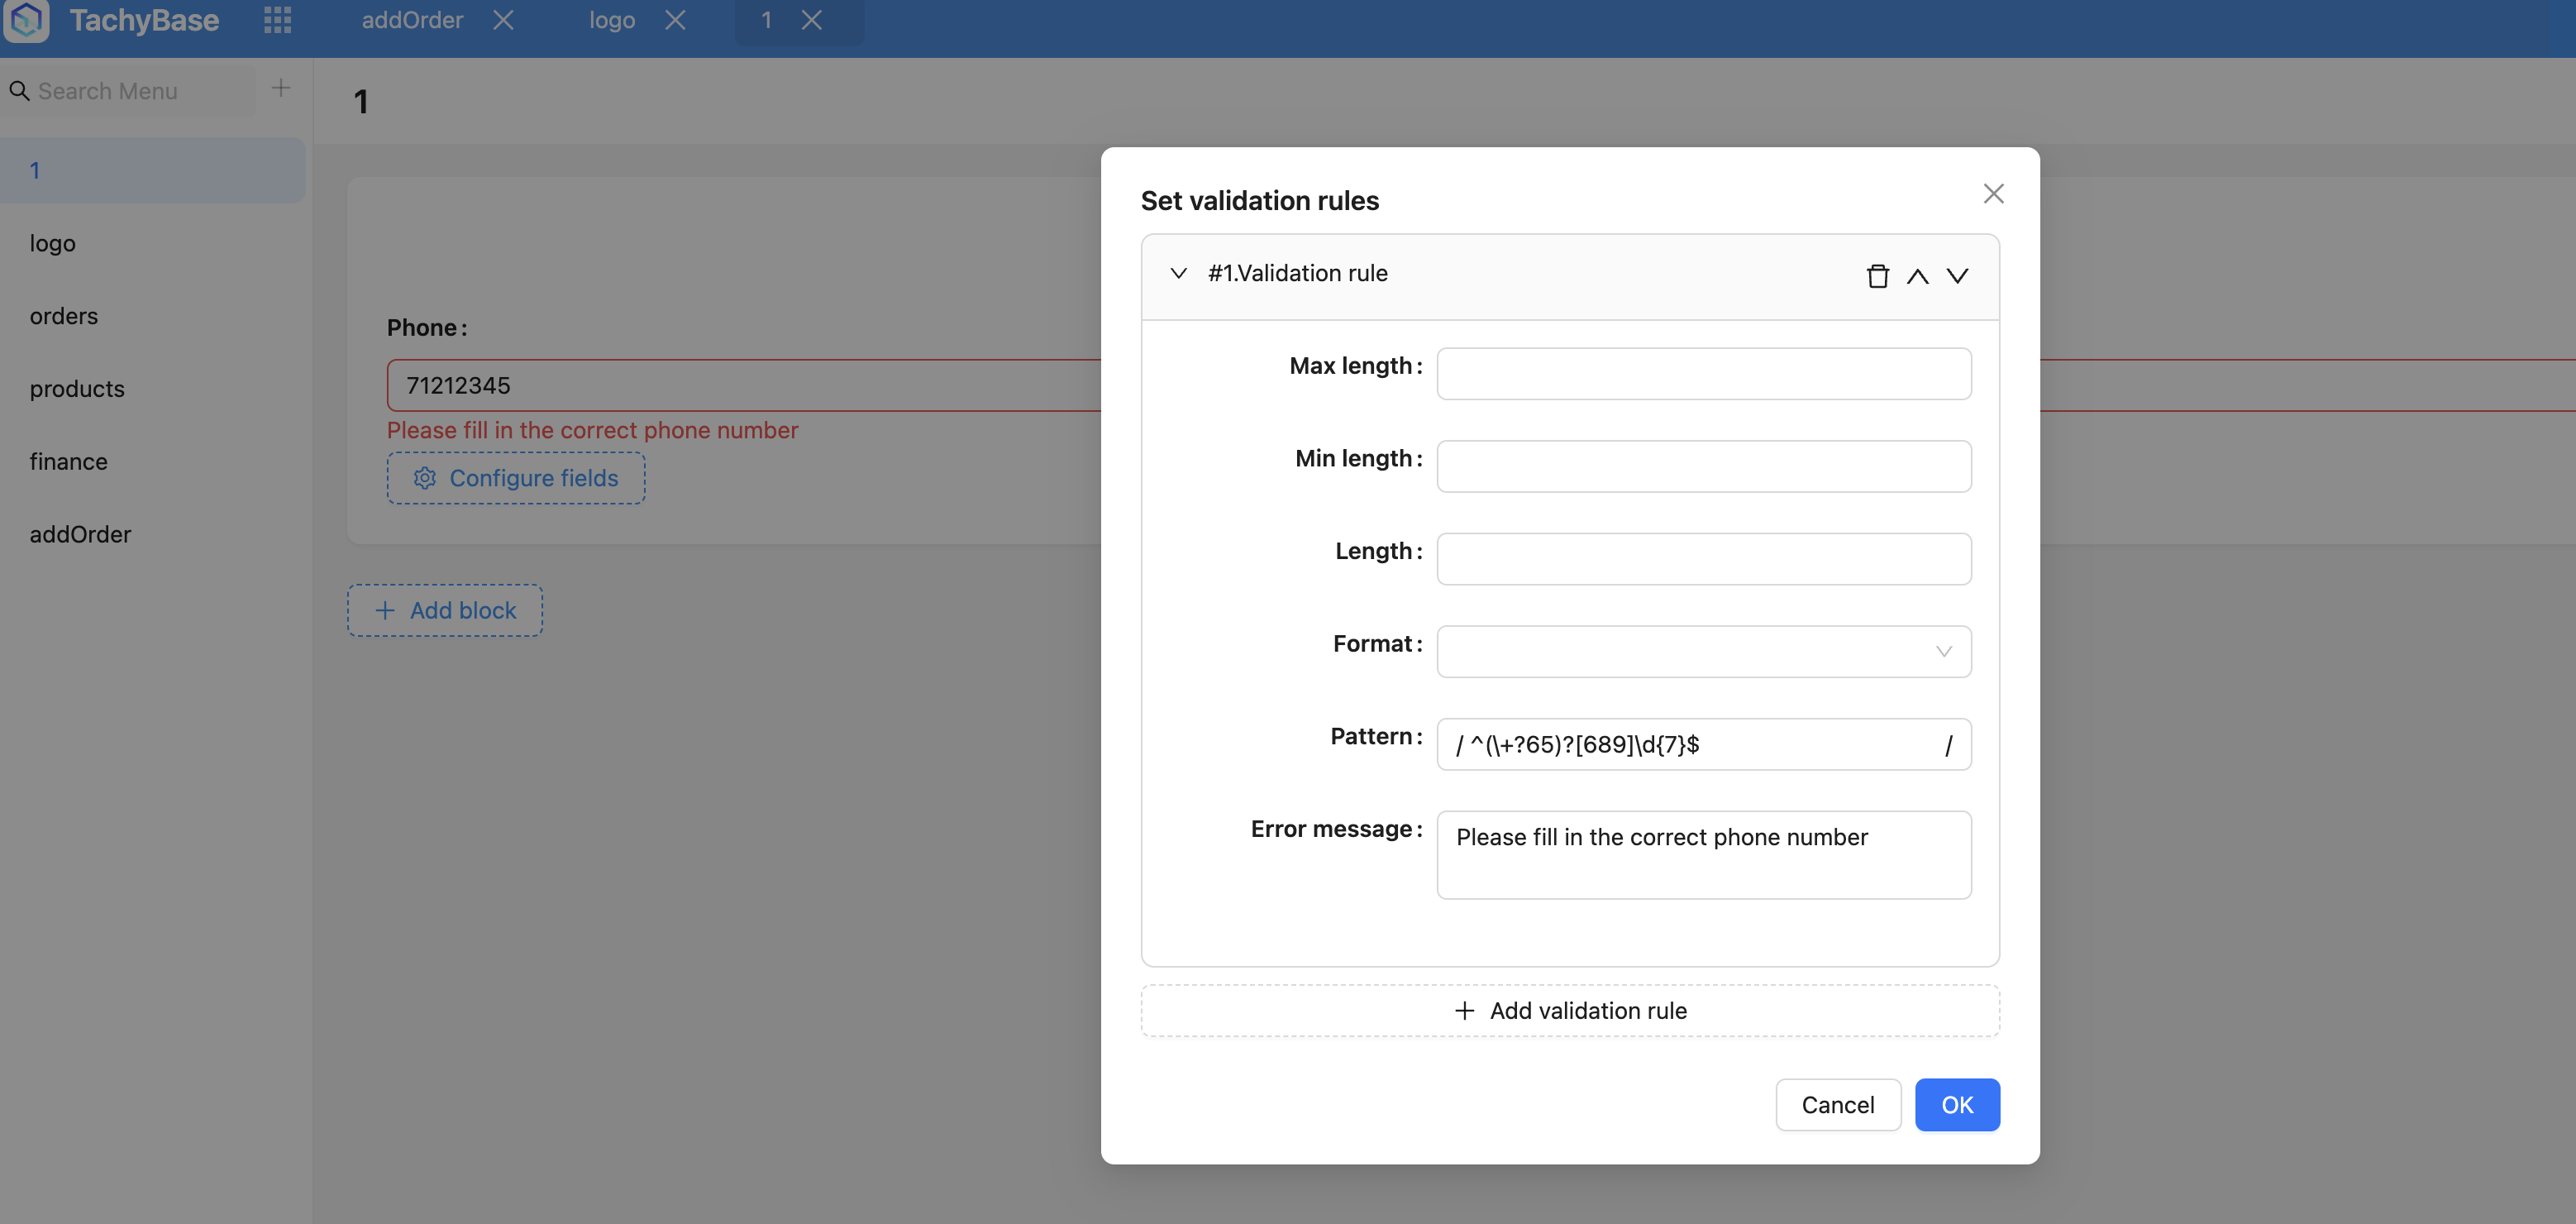 TachyBase
addOrder
logo
1
Search Menu
1
1
logo
orders
products
finance
addOrder
Phone :
71212345
Please fill in the correct phone number
Configure fields
Add block
Set validation rules
#1.Validation rule
Max length :
Min length :
Length :
Format :
Pattern : / ^(\+?65)?[689]\d{7}$ /
Error message : Please fill in the correct phone number
Add validation rule
Cancel
OK